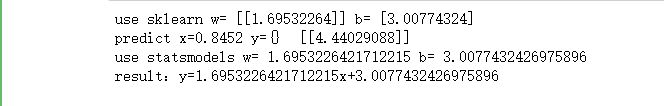 use sklearn w= [[1.69532264]] b= [3.00774324]
predict x=0.8452 y={} [[4.44029088]]
use statsmodels w= 1.6953226421712215 b= 3.0077432426975896
result: y=1.6953226421712215x+3.0077432426975896